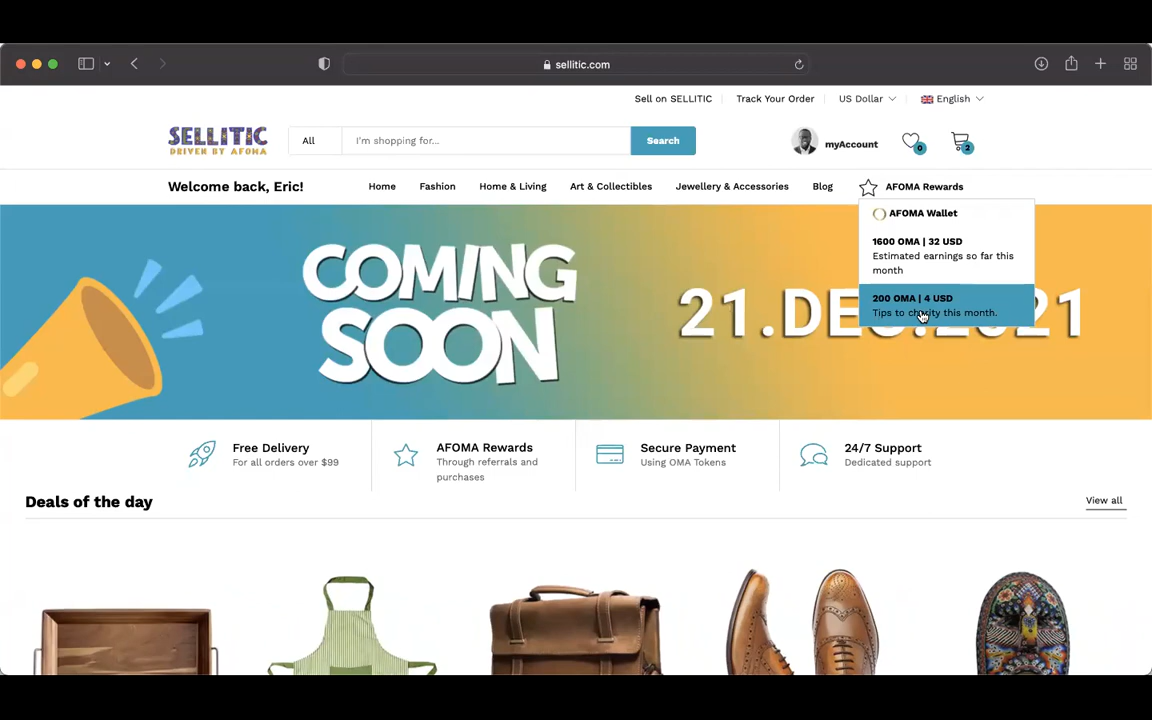 sellitic.com
Sell on SELLITIC
Track Your Order
US Dollar
English
SELLITIC
DRIVEN BY AFOMA
All
I'm shopping for...
Search
myAccount
0
2
Welcome back, Eric!
Home
Fashion
Home & Living
Art & Collectibles
Jewellery & Accessories
Blog
AFOMA Rewards
AFOMA Wallet
1600 OMA | 32 USD
Estimated earnings so far this
month
200 OMA | 4 USD
Tips to charity this month.
COMING
SOON
Free Delivery
For all orders over $99
AFOMA Rewards
Through referrals and
purchases
Secure Payment
Using OMA Tokens
24/7 Support
Dedicated support
Deals of the day
View all